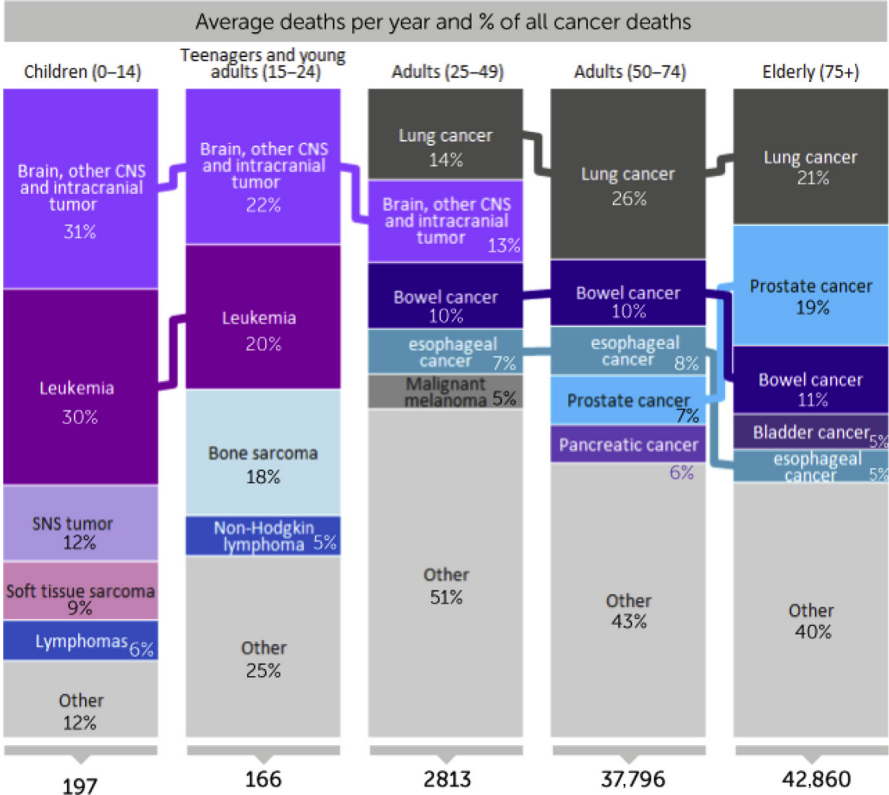 Average deaths per year and % of all cancer deaths
Children (0–14)
Brain, other CNS
and intracranial
tumor
31%
Leukemia
30%
SNS tumor
12%
Soft tissue sarcoma
9%
Lymphomas 6%
Other
12%
197
Teenagers and young
adults (15–24)
Brain, other CNS
and intracranial
tumor
22%
Leukemia
20%
Bone sarcoma
18%
Non-Hodgkin
lymphoma 5%
Other
25%
166
Adults (25–49)
Lung cancer
14%
Brain, other CNS
and intracranial
tumor 13%
Bowel cancer
10%
esophageal
cancer 7%
Malignant
melanoma 5%
Other
51%
2813
Adults (50–74)
Lung cancer
26%
Bowel cancer
10%
esophageal
cancer 8%
Prostate cancer
7%
Pancreatic cancer
6%
Other
43%
37,796
Elderly (75+)
Lung cancer
21%
Prostate cancer
19%
Bowel cancer
11%
Bladder cancer 5%
esophageal
cancer 5%
Other
40%
42,860